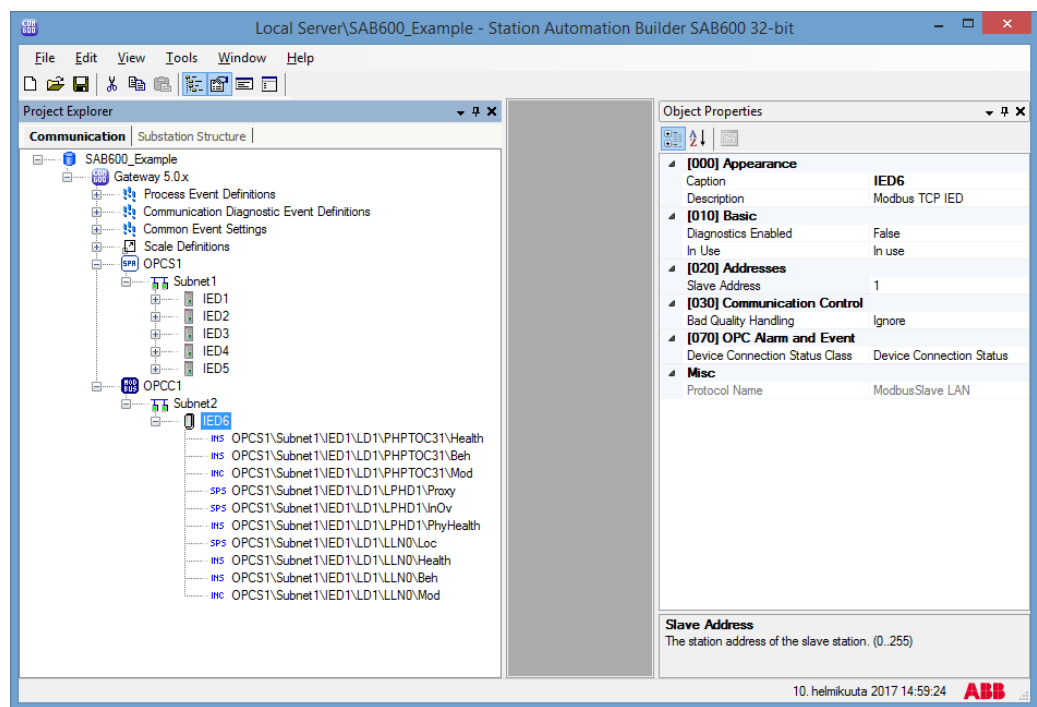 Local Server\SAB600_Example - Station Automation Builder SAB600 32-bit
File Edit View Tools Window Help
Project Explorer
Communication Substation Structure
SAB600_Example
Gateway 5.0.x
Process Event Definitions
Communication Diagnostic Event Definitions
Common Event Settings
Scale Definitions
SPA OPCS1
Subnet1
IED1
IED2
IED3
IED4
IED5
MOD BUS OPCC1
Subnet2
IED6
INS OPCS1\Subnet1\IED1\LD1\PHPTOC31\Health
INS OPCS1\Subnet1\IED1\LD1\PHPTOC31\Beh
INC OPCS1\Subnet1\IED1\LD1\PHPTOC31\Mod
SPS OPCS1\Subnet1\IED1\LD1\LPHD1\Proxy
SPS OPCS1\Subnet1\IED1\LD1\LPHD1\InOv
INS OPCS1\Subnet1\IED1\LD1\LPHD1\PhyHealth
SPS OPCS1\Subnet1\IED1\LD1\LLN0\Loc
INS OPCS1\Subnet1\IED1\LD1\LLN0\Health
INS OPCS1\Subnet1\IED1\LD1\LLN0\Beh
INC OPCS1\Subnet1\IED1\LD1\LLN0\Mod
Object Properties
[000] Appearance
Caption IED6
Description Modbus TCP IED
[010] Basic
Diagnostics Enabled False
In Use In use
[020] Addresses
Slave Address 1
[030] Communication Control
Bad Quality Handling Ignore
[070] OPC Alarm and Event
Device Connection Status Class Device Connection Status
Misc
Protocol Name ModbusSlave LAN
Slave Address
The station address of the slave station. (0..255)
10. helmikuuta 2017 14:59:24 ABB